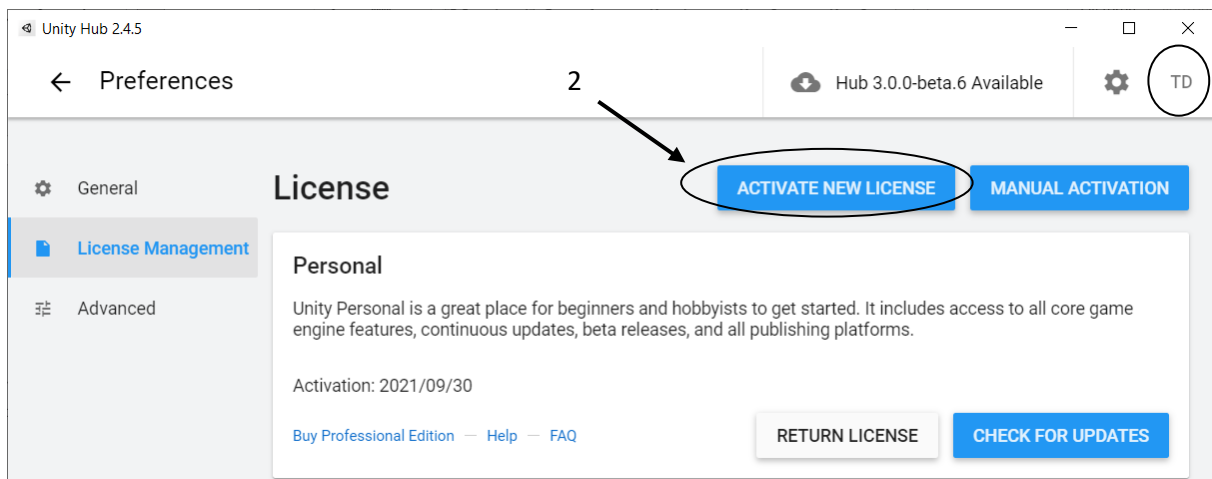 Unity Hub 2.4.5
Preferences
2
Hub 3.0.0-beta.6 Available
TD
General
License Management
Advanced
License
ACTIVATE NEW LICENSE
MANUAL ACTIVATION
Personal
Unity Personal is a great place for beginners and hobbyists to get started. It includes access to all core game
engine features, continuous updates, beta releases, and all publishing platforms.
Activation: 2021/09/30
Buy Professional Edition — Help — FAQ
RETURN LICENSE
CHECK FOR UPDATES